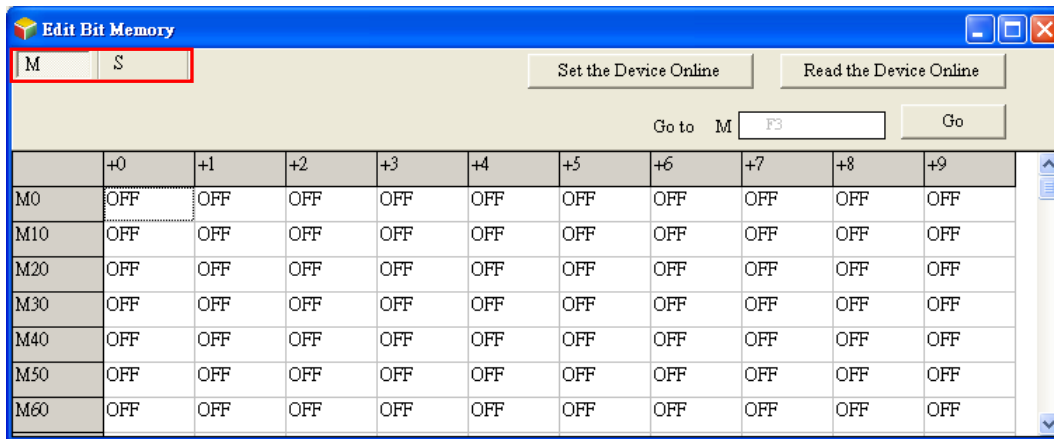 Edit Bit Memory
M S Set the Device Online Read the Device Online
Go to M F3 Go
+0 +1 +2 +3 +4 +5 +6 +7 +8 +9
M0 OFF OFF OFF OFF OFF OFF OFF OFF OFF OFF
M10 OFF OFF OFF OFF OFF OFF OFF OFF OFF OFF
M20 OFF OFF OFF OFF OFF OFF OFF OFF OFF OFF
M30 OFF OFF OFF OFF OFF OFF OFF OFF OFF OFF
M40 OFF OFF OFF OFF OFF OFF OFF OFF OFF OFF
M50 OFF OFF OFF OFF OFF OFF OFF OFF OFF OFF
M60 OFF OFF OFF OFF OFF OFF OFF OFF OFF OFF